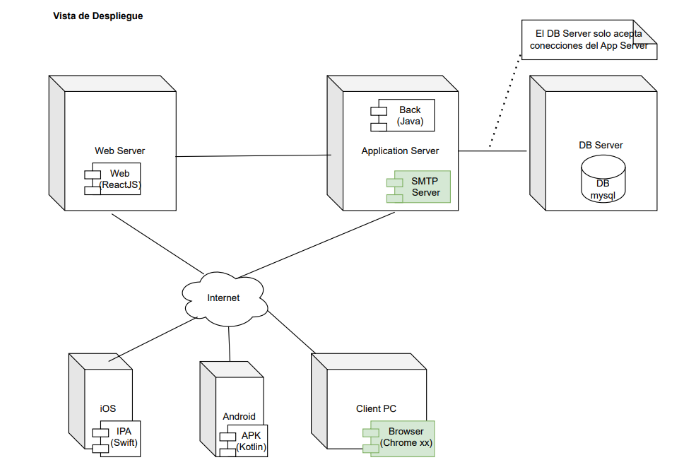 Vista de Despliegue
El DB Server solo acepta
conecciones del App Server
Back
(Java)
Web Server
Application Server
DB Server
Web
(ReactJS)
SMTP
Server
DB
mysql
Internet
iOS
Android
Client PC
IPA
(Swift)
APK
(Kotlin)
Browser
(Chrome xx)